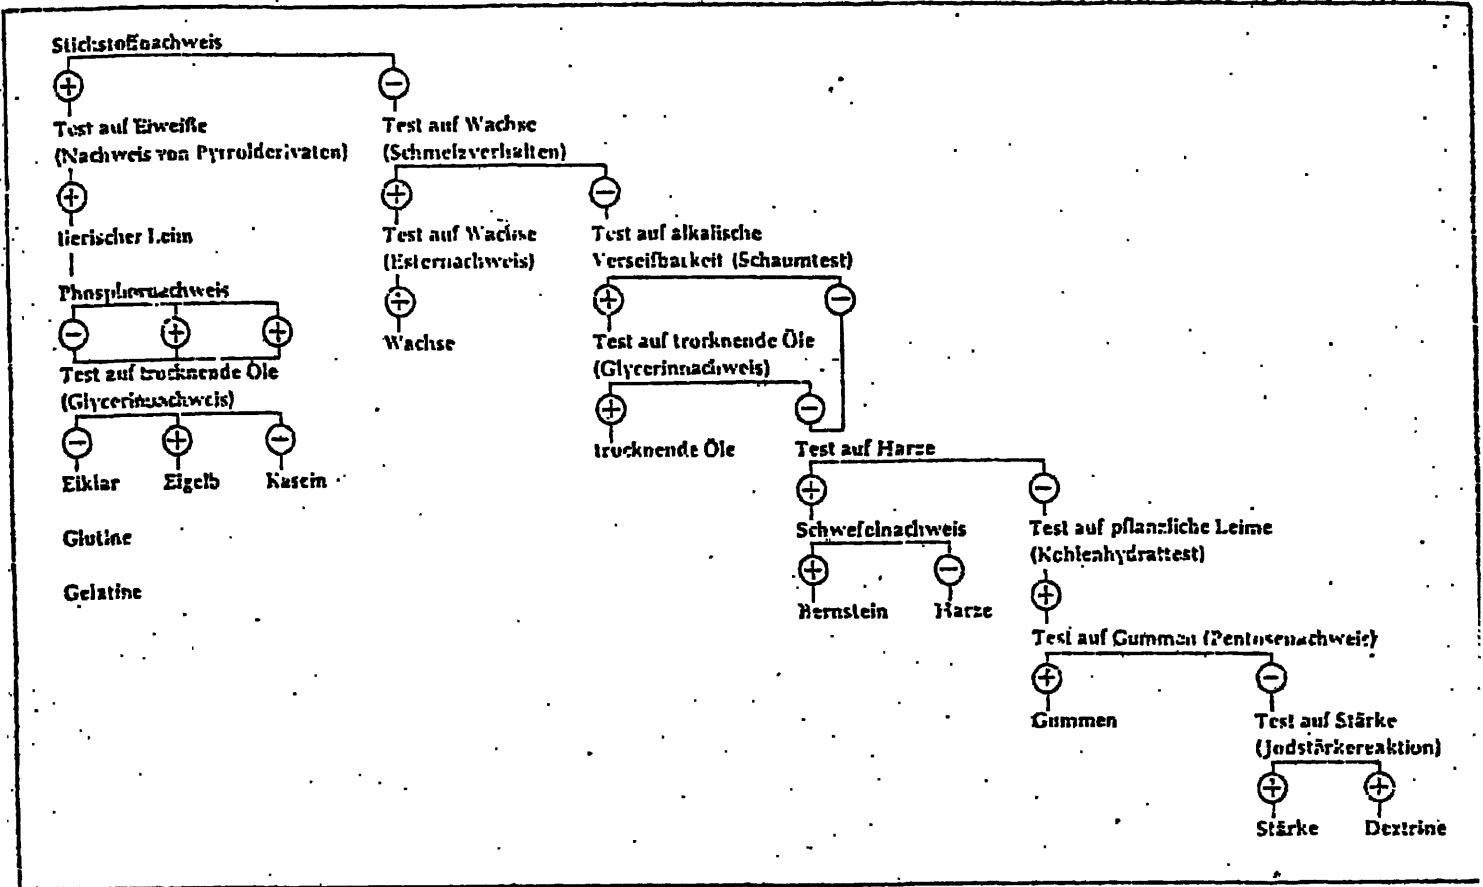 Stickstoffnachweis
+
−
Test auf Eiweiße
(Nachweis von Pyrrolderivaten)
+
tierischer Leim
Phosphornachweis
− + +
Test auf trocknende Öle
(Glycerinnachweis)
− + −
Eiklar Eigelb Kasein
Glutine
Gelatine
Test auf Wachse
(Schmelzverhalten)
+
−
Test auf Wachse
(Esternachweis)
+
Wachse
Test auf alkalische
Verseifbarkeit (Schaumtest)
+
−
Test auf trocknende Öle
(Glycerinnachweis)
+
−
trocknende Öle
Test auf Harze
+
−
Schwefelnachweis
+
−
Bernstein Harze
Test auf pflanzliche Leime
(Kohlenhydrattest)
+
Test auf Gummen (Pentosenachweis)
+
−
Gummen
Test auf Stärke
(Jodstärkereaktion)
+ +
Stärke Dextrine